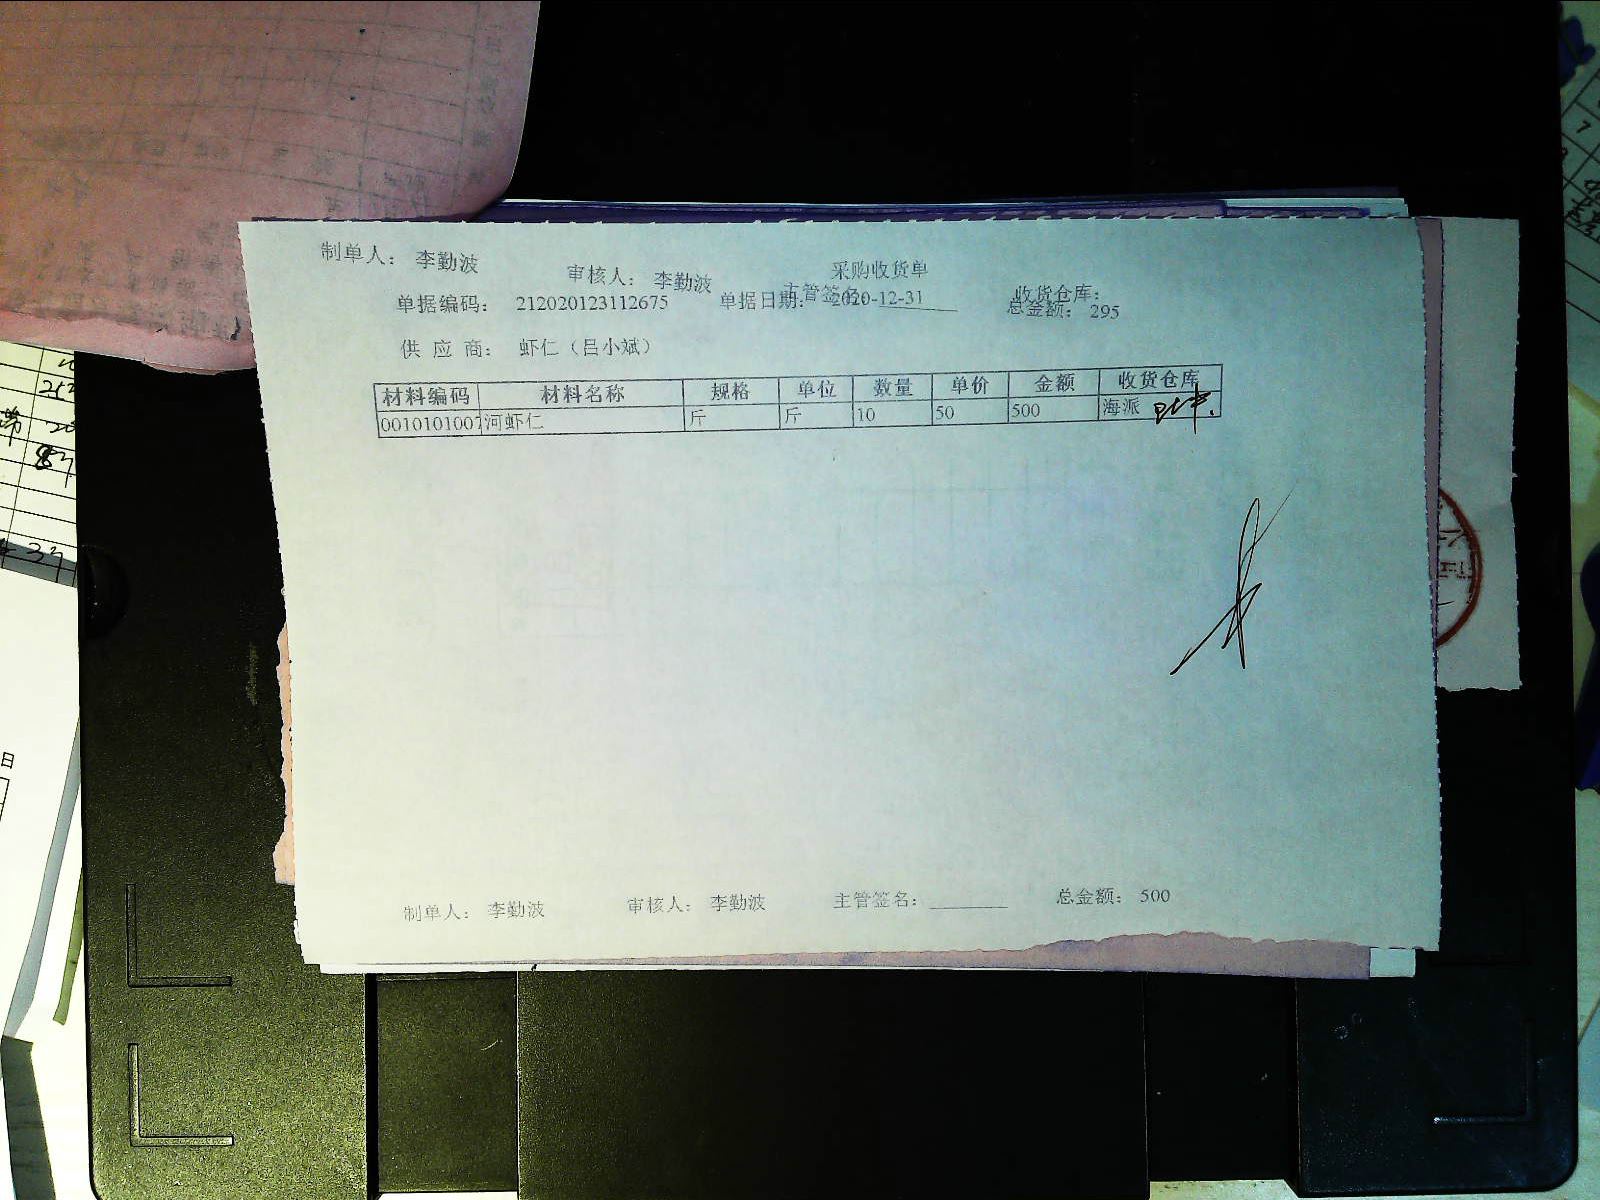 采购收货单
制单人： 李勤波 审核人： 李勤波 主管签名： 总金额： 295
单据编码： 212020123112675 单据日期： 2020-12-31 收货仓库：
供 应 商： 虾仁（吕小斌）
材料编码 材料名称 规格 单位 数量 单价 金额 收货仓库
0010101007 河虾仁 斤 斤 10 50 500 海派
制单人： 李勤波 审核人： 李勤波 主管签名： 总金额： 500